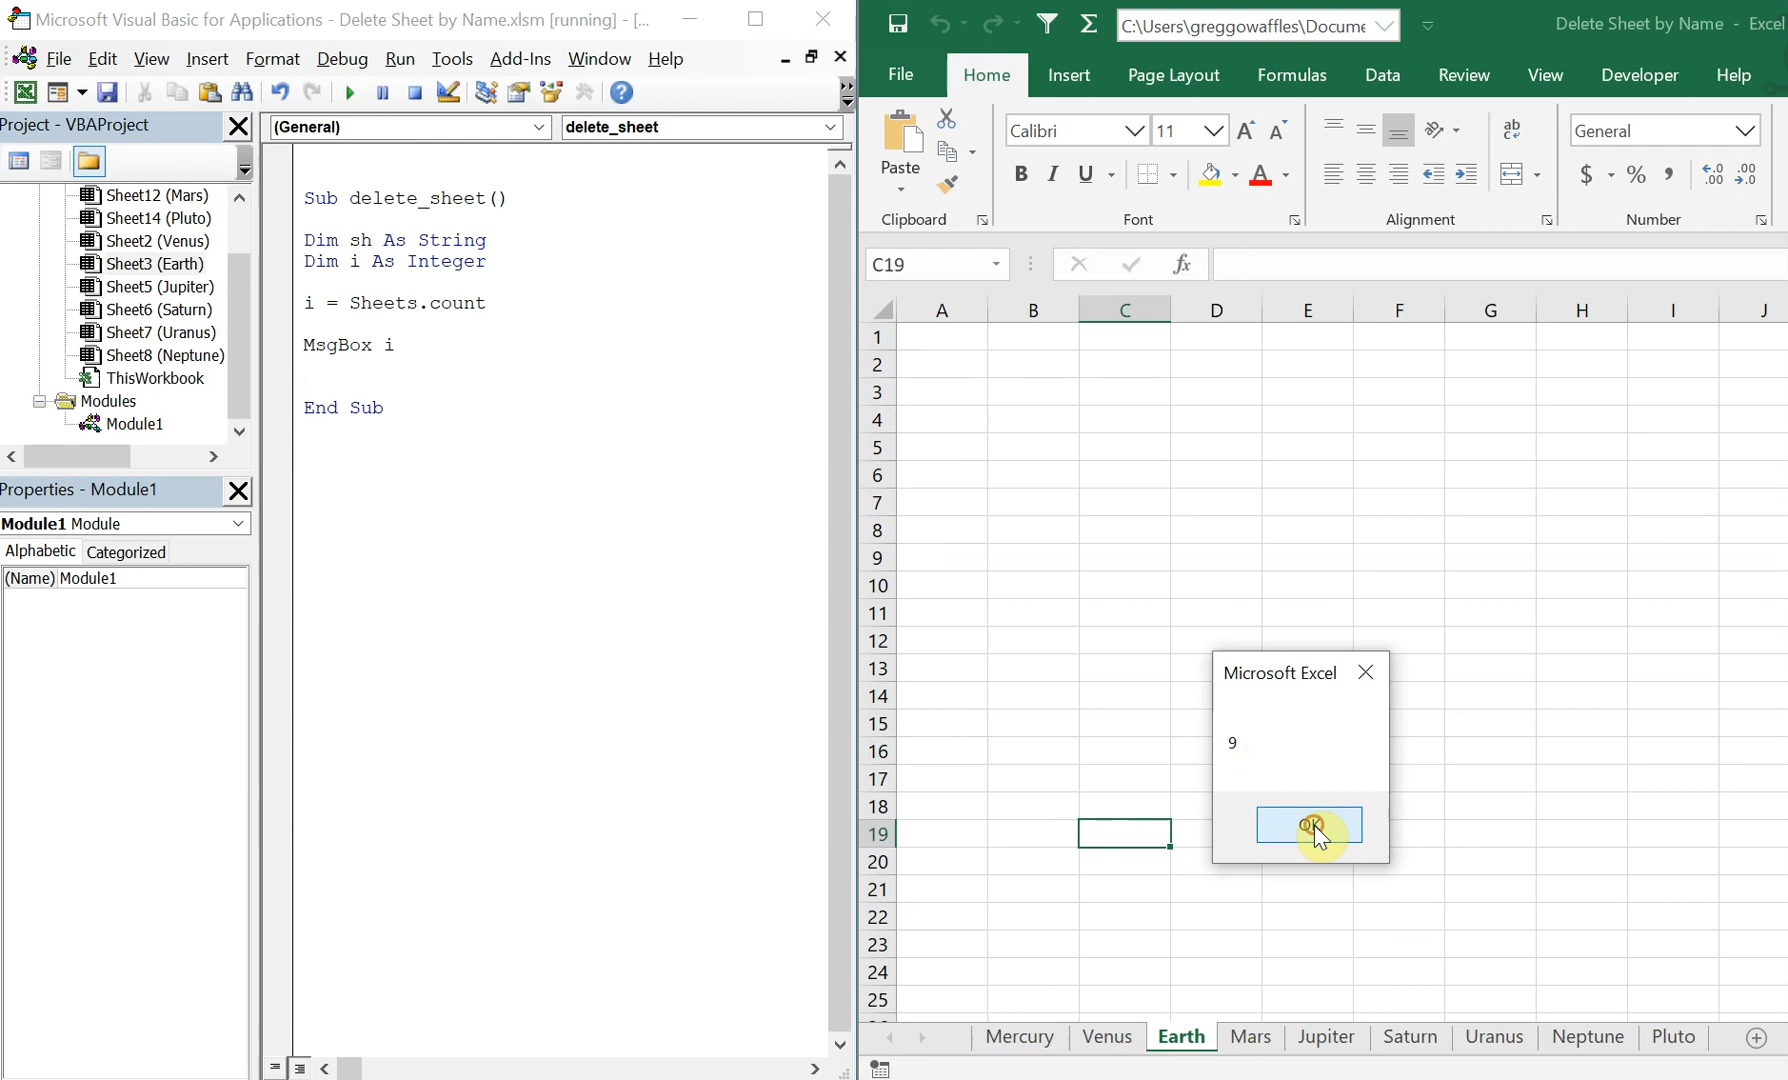 Microsoft Visual Basic for Applications - Delete Sheet by Name.xlsm [running] - [...
File Edit View Insert Format Debug Run Tools Add-Ins Window Help
Project - VBAProject
(General)
delete_sheet
Sheet12 (Mars)
Sheet14 (Pluto)
Sheet2 (Venus)
Sheet3 (Earth)
Sheet5 (Jupiter)
Sheet6 (Saturn)
Sheet7 (Uranus)
Sheet8 (Neptune)
ThisWorkbook
Modules
Module1
Properties - Module1
Module1 Module
Alphabetic Categorized
(Name) Module1
Sub delete_sheet()
Dim sh As String
Dim i As Integer
i = Sheets.count
MsgBox i
End Sub
C:\Users\greggowaffles\Docume
Delete Sheet by Name - Excel
File Home Insert Page Layout Formulas Data Review View Developer Help
Paste
Calibri 11
General
B I U
$ % ,
Clipboard Font Alignment Number
C19
fx
A B C D E F G H I J
1
2
3
4
5
6
7
8
9
10
11
12
13
14
15
16
17
18
19
20
21
22
23
24
25
Microsoft Excel
9
OK
Mercury Venus Earth Mars Jupiter Saturn Uranus Neptune Pluto